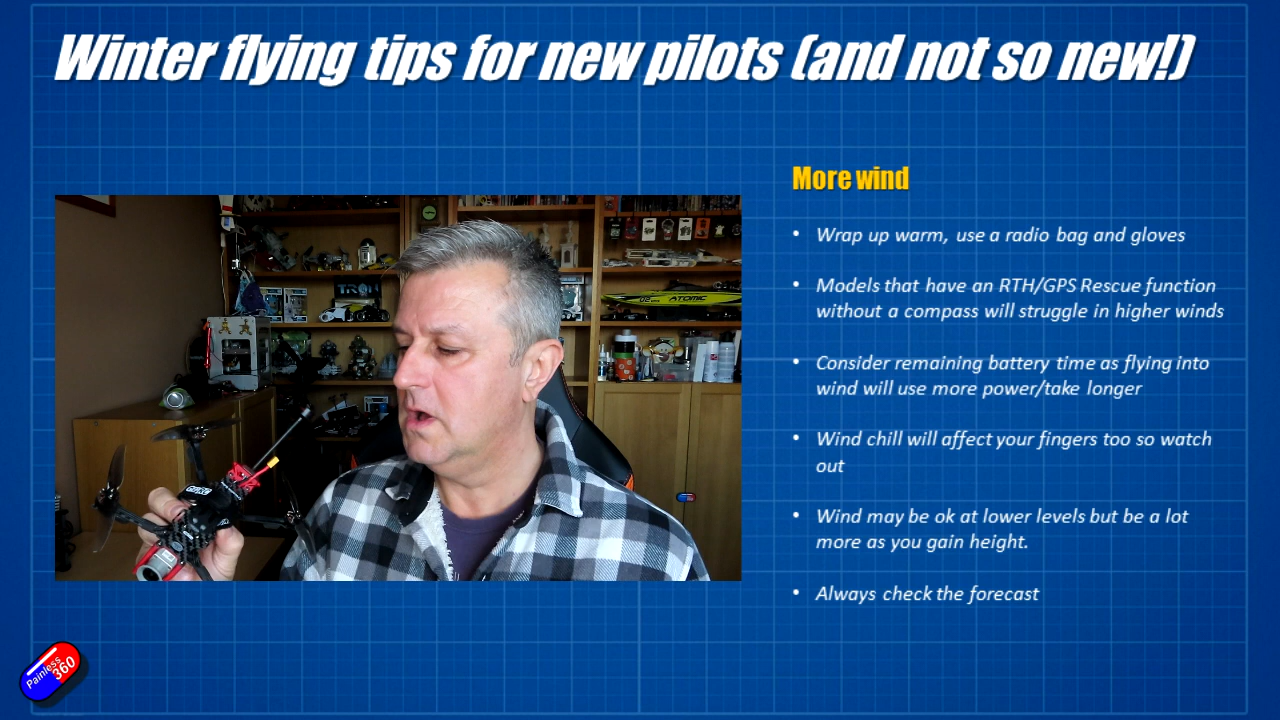 Winter flying tips for new pilots (and not so new!)
More wind
• Wrap up warm, use a radio bag and gloves
• Models that have an RTH/GPS Rescue function
without a compass will struggle in higher winds
• Consider remaining battery time as flying into
wind will use more power/take longer
• Wind chill will affect your fingers too so watch
out
• Wind may be ok at lower levels but be a lot
more as you gain height.
• Always check the forecast
TRON
ATOMIC
Painless
360